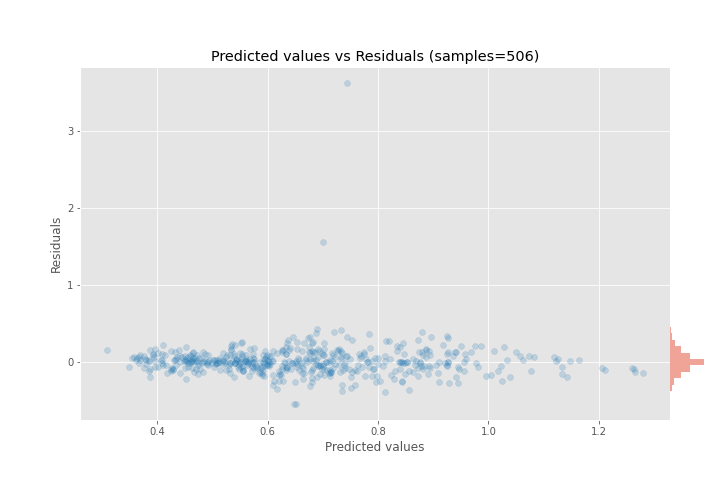 Predicted values vs Residuals (samples=506)
3
2
1
0
Residuals
0.4 0.6 0.8 1.0 1.2
Predicted values